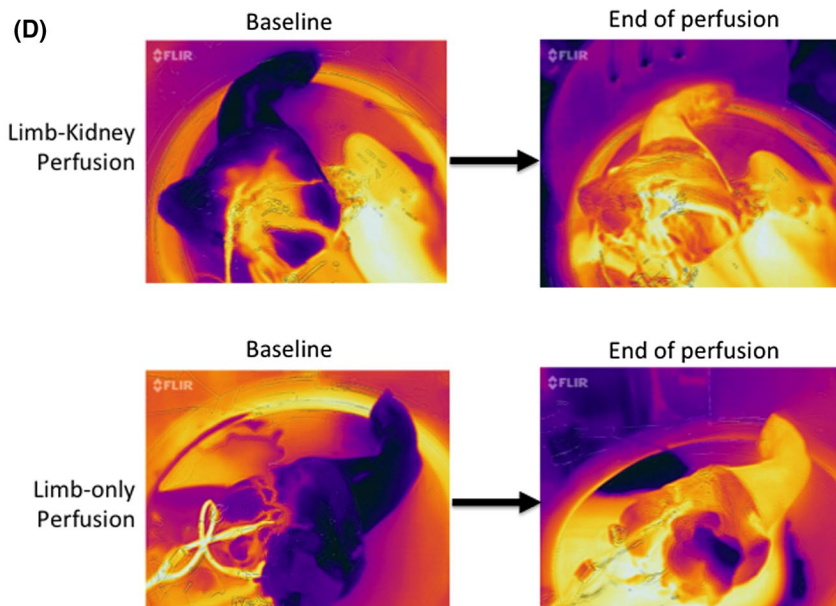 (D)
Baseline
End of perfusion
FLIR
FLIR
Limb-Kidney
Perfusion
Baseline
End of perfusion
FLIR
FLIR
Limb-only
Perfusion